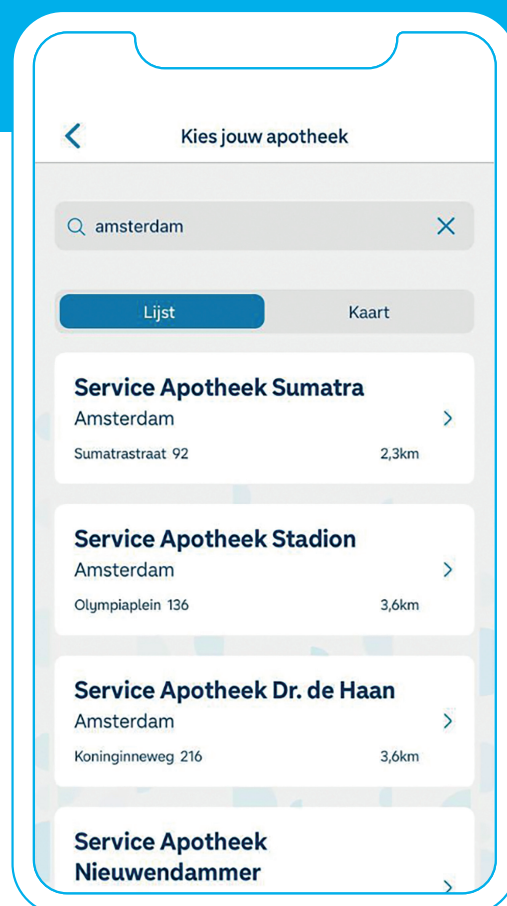 Kies jouw apotheek
amsterdam
Lijst Kaart
Service Apotheek Sumatra
Amsterdam
Sumatrastraat 92 2,3km
Service Apotheek Stadion
Amsterdam
Olympiaplein 136 3,6km
Service Apotheek Dr. de Haan
Amsterdam
Koninginneweg 216 3,6km
Service Apotheek
Nieuwendammer